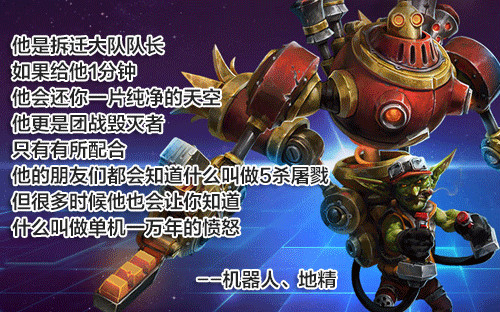 他是拆迁大队队长
如果给他1分钟
他会还你一片纯净的天空
他更是团战毁灭者
只有有所配合
他的朋友们都会知道什么叫做5杀屠戮
但很多时候他也会让你知道
什么叫做单机一万年的愤怒
--机器人、地精